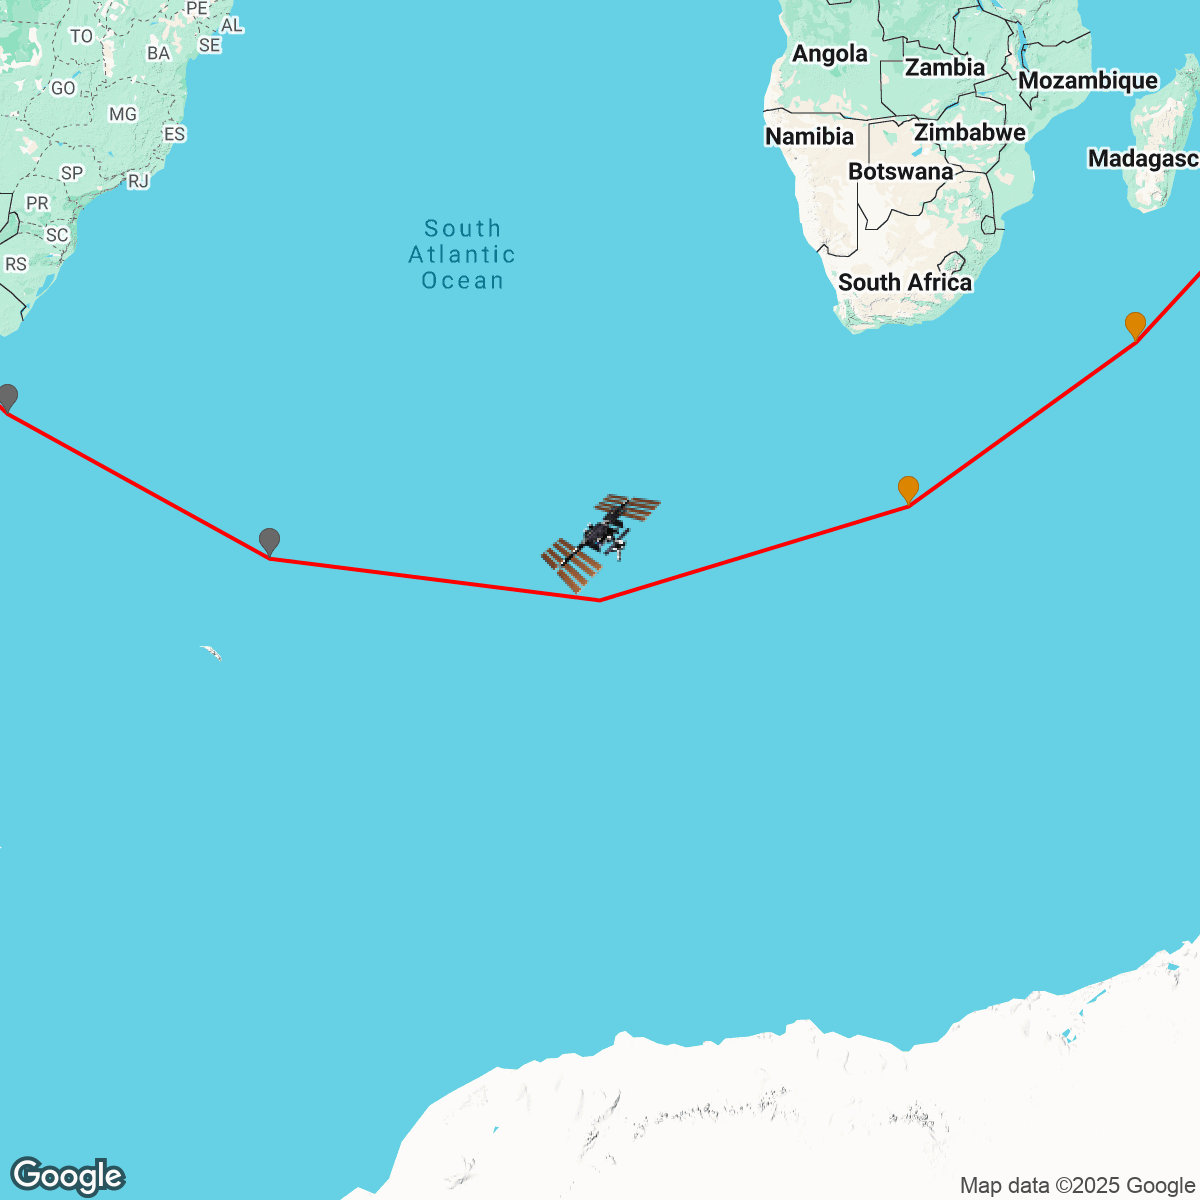 PE
AL
TO
SE
BA
GO
MG
ES
SP
RJ
PR
SC
RS
Angola
Zambia
Mozambique
Namibia
Zimbabwe
Madagasc
Botswana
South
Atlantic
Ocean
South Africa
Google
Map data ©2025 Google